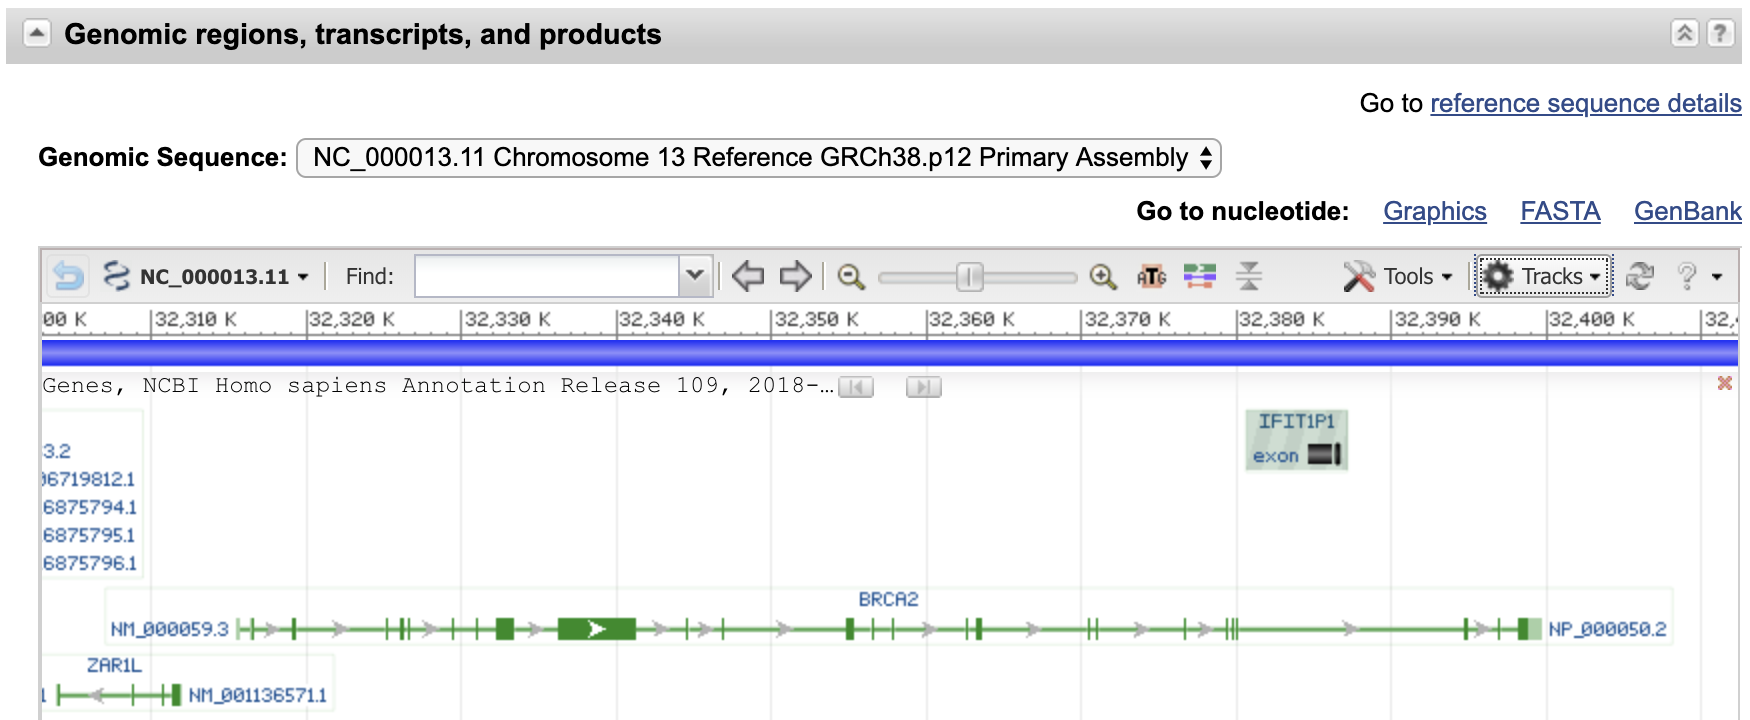 Genomic regions, transcripts, and products
?
Go to reference sequence details
Genomic Sequence: NC_000013.11 Chromosome 13 Reference GRCh38.p12 Primary Assembly
Go to nucleotide: Graphics FASTA GenBank
NC_000013.11 Find: ATG Tools Tracks ?
00 K 32,310 K 32,320 K 32,330 K 32,340 K 32,350 K 32,360 K 32,370 K 32,380 K 32,390 K 32,400 K 32,
Genes, NCBI Homo sapiens Annotation Release 109, 2018-…
IFIT1P1
3.2
exon
06719812.1
6875794.1
6875795.1
6875796.1
BRCA2
NM_000059.3 NP_000050.2
ZAR1L
1 NM_001136571.1